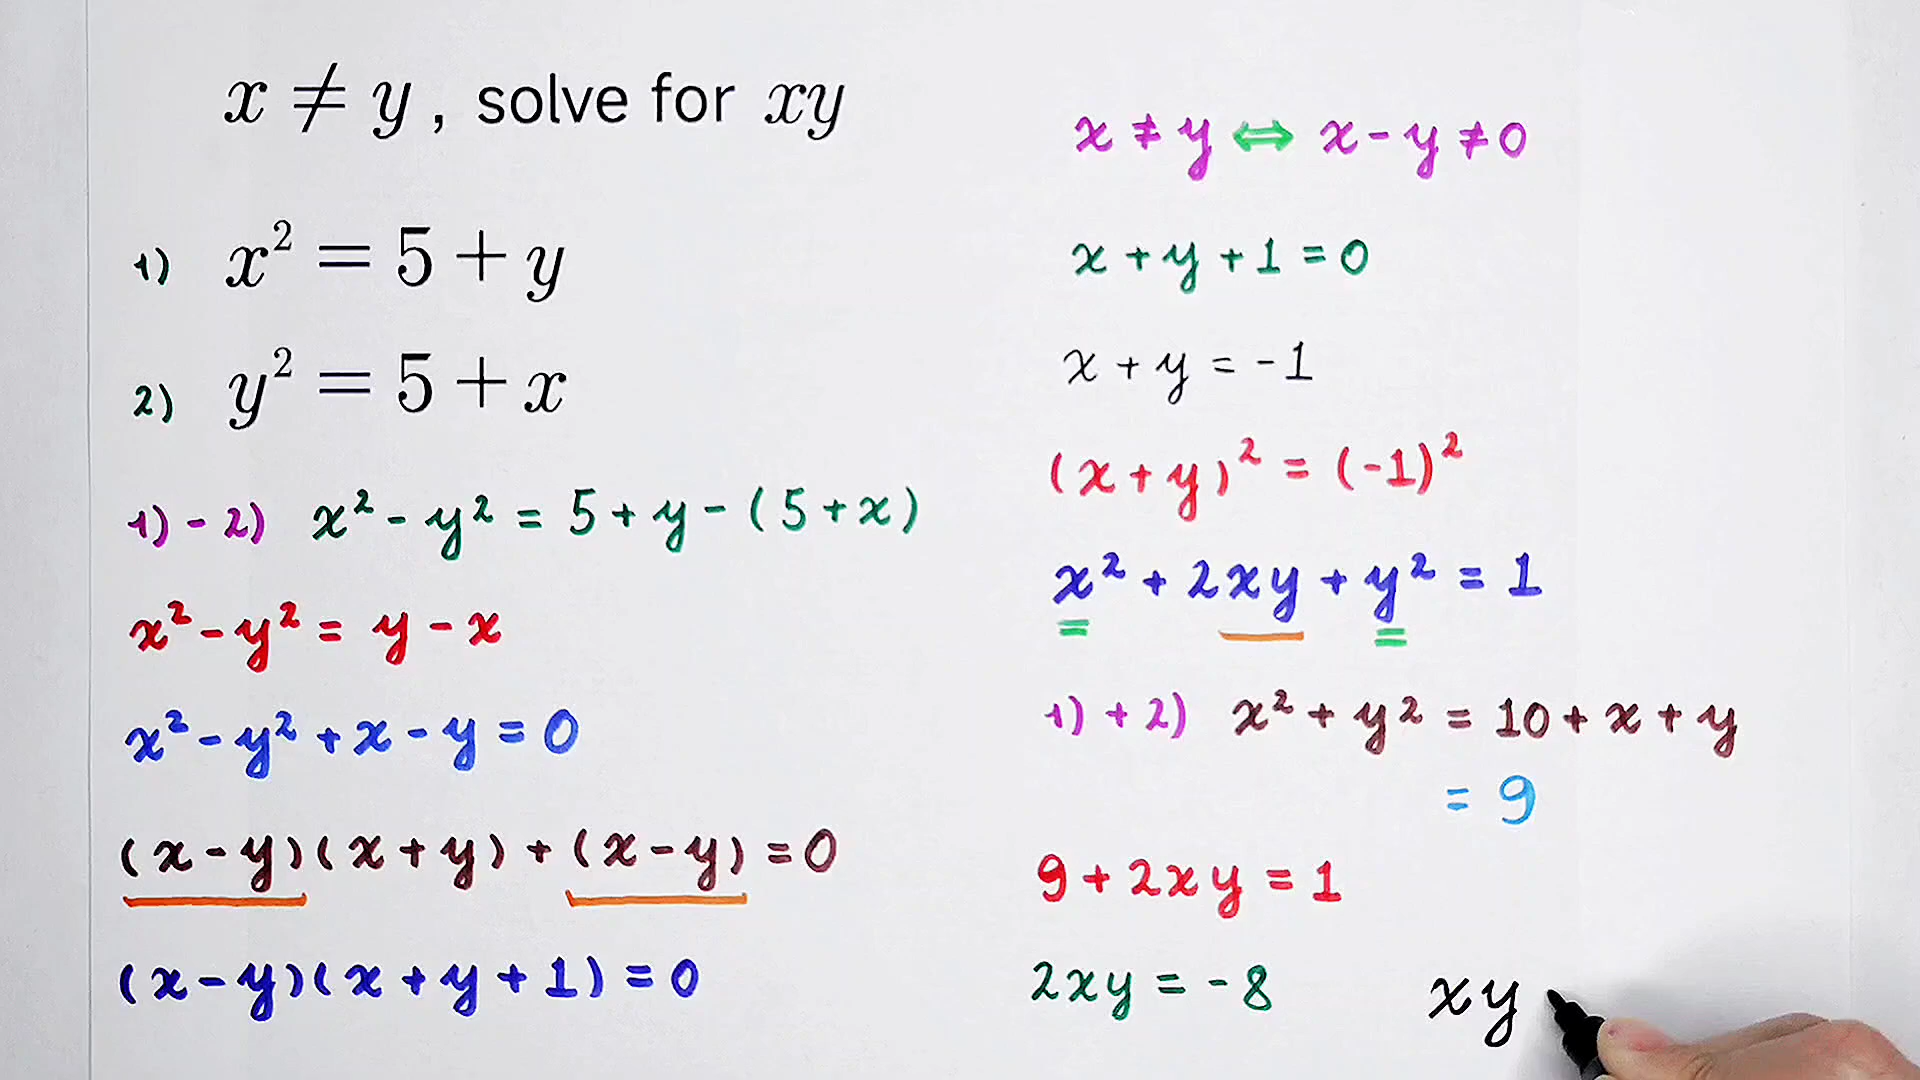 x ≠ y, solve for xy
1) x² = 5 + y
2) y² = 5 + x
1) - 2) x² - y² = 5 + y - (5 + x)
x² - y² = y - x
x² - y² + x - y = 0
(x - y)(x + y) + (x - y) = 0
(x - y)(x + y + 1) = 0
x ≠ y ⇔ x - y ≠ 0
x + y + 1 = 0
x + y = -1
(x + y)² = (-1)²
x² + 2xy + y² = 1
1) + 2) x² + y² = 10 + x + y
= 9
9 + 2xy = 1
2xy = -8
xy